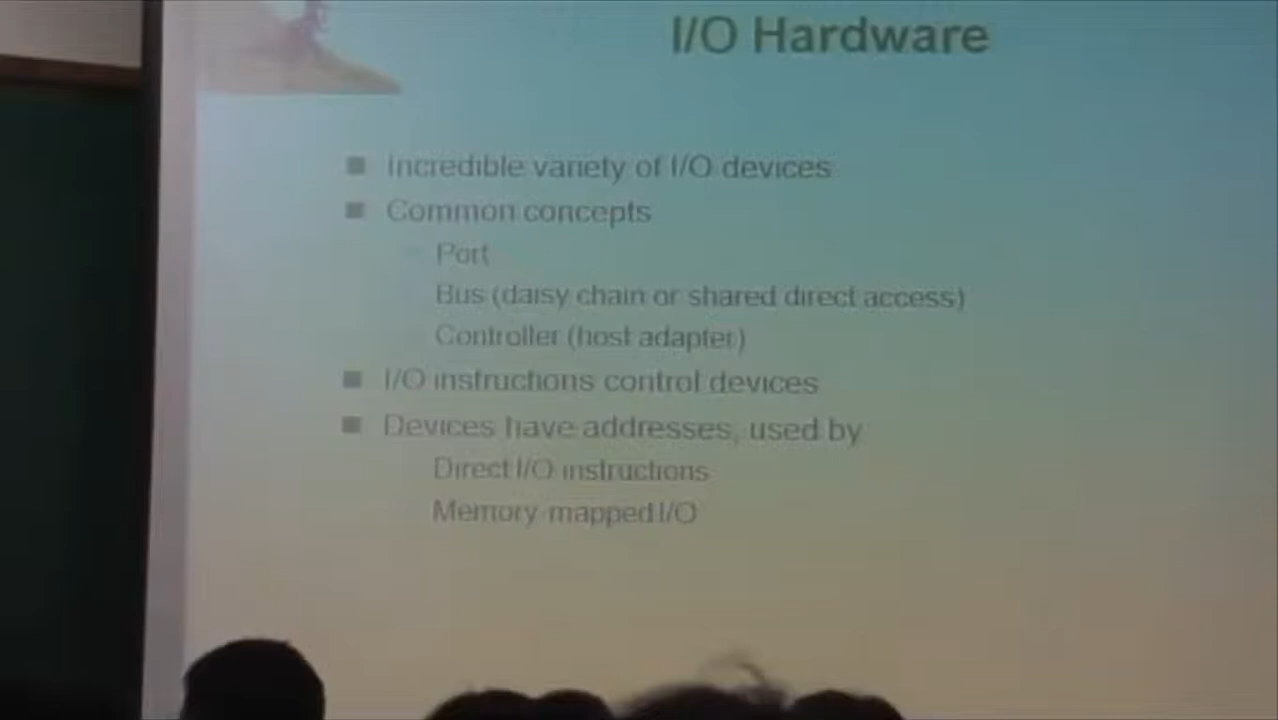 I/O Hardware
Incredible variety of I/O devices
Common concepts
Port
Bus (daisy chain or shared direct access)
Controller (host adapter)
I/O instructions control devices
Devices have addresses, used by
Direct I/O instructions
Memory-mapped I/O